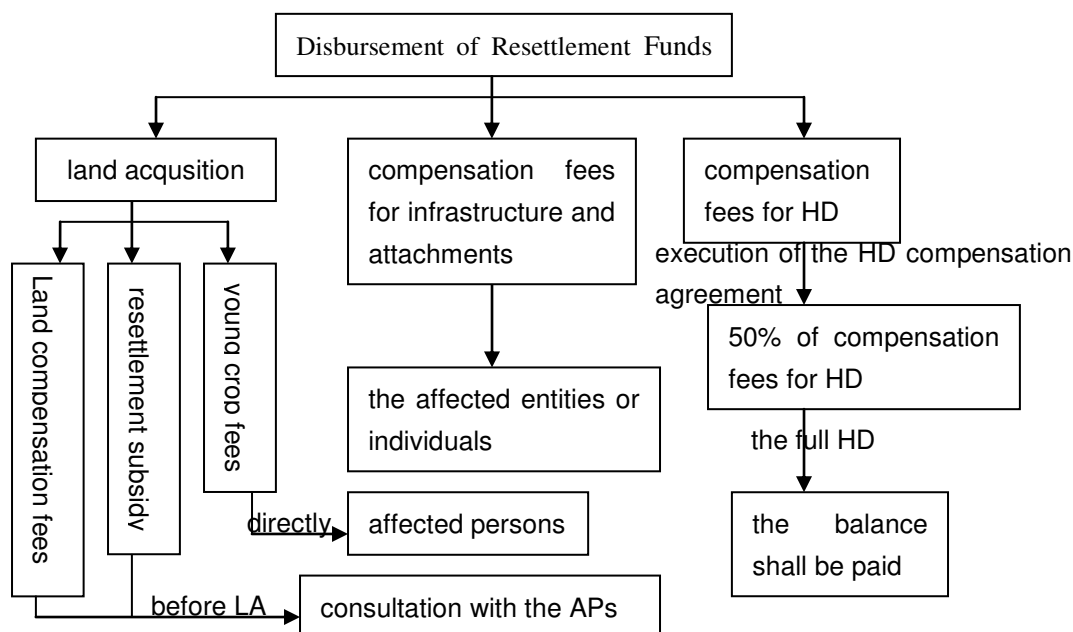 Disbursement of Resettlement Funds
land acqusition
compensation fees
for infrastructure and
attachments
compensation
fees for HD
execution of the HD compensation
agreement
Land compensation fees
resettlement subsidy
young crop fees
50% of compensation
fees for HD
the affected entities or
individuals
the full HD
directly
affected persons
the balance
shall be paid
before LA
consultation with the APs